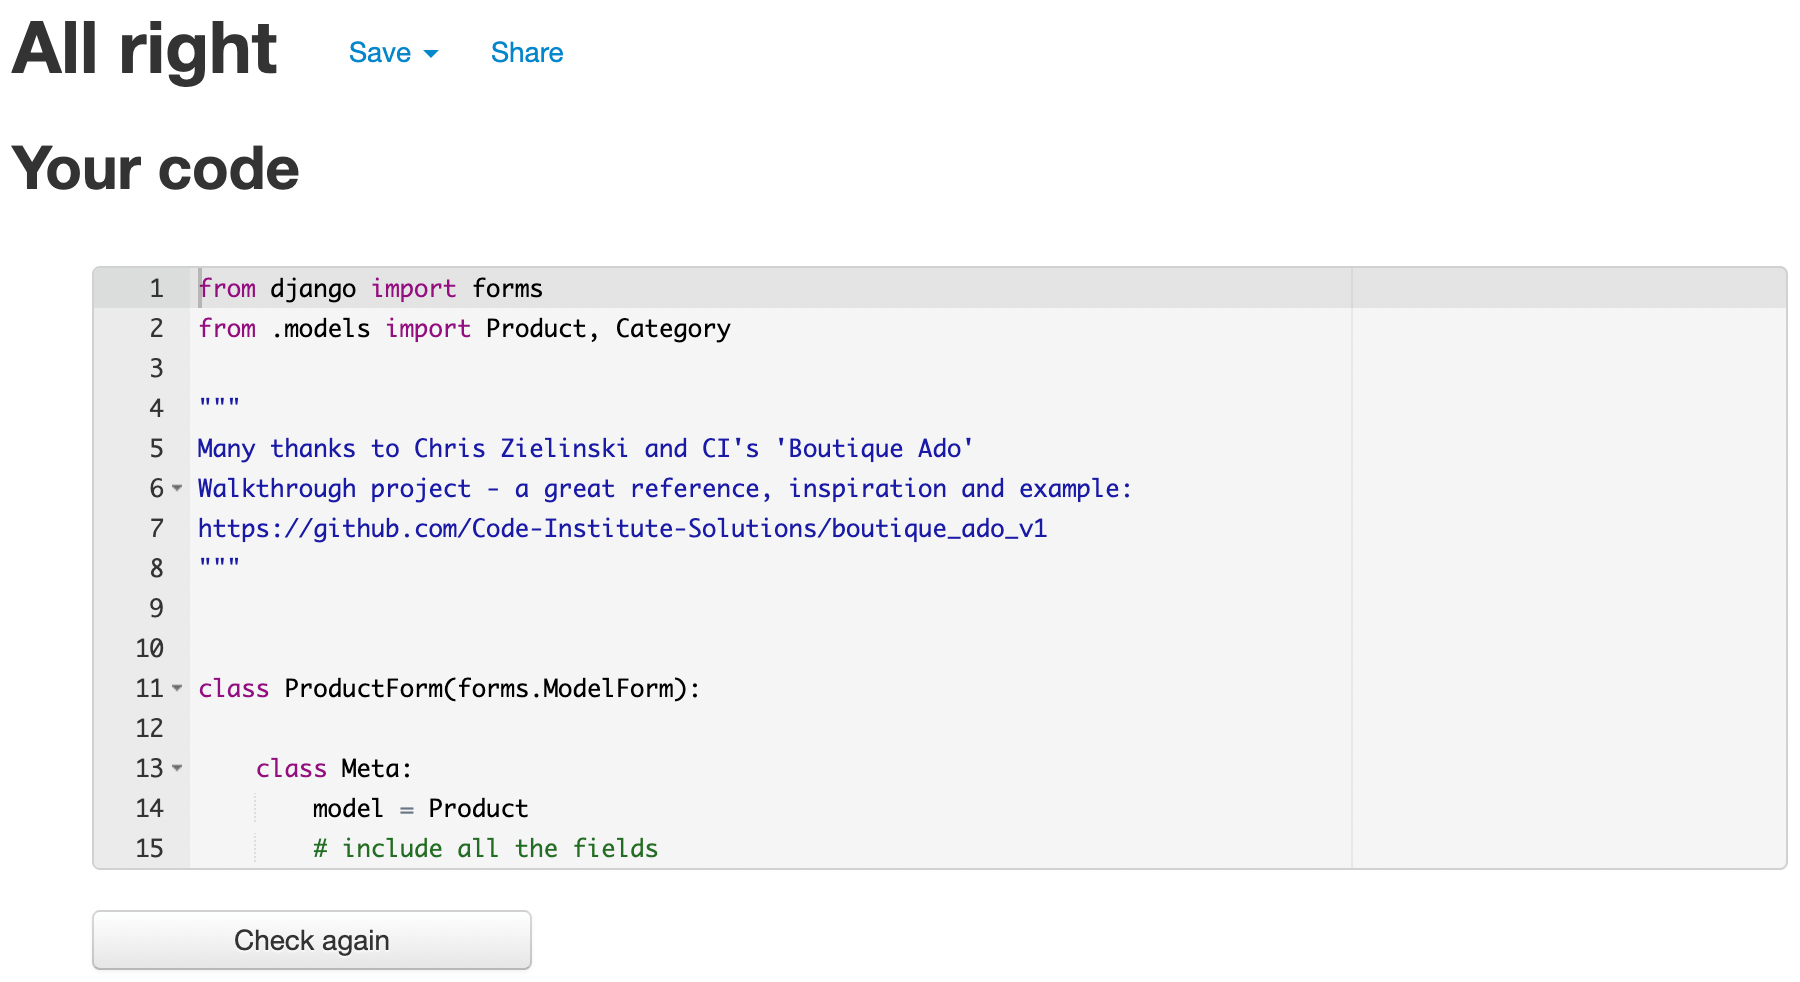 All right
Save Share
Your code
1 from django import forms
2 from .models import Product, Category
3
4 """
5 Many thanks to Chris Zielinski and CI's 'Boutique Ado'
6 Walkthrough project - a great reference, inspiration and example:
7 https://github.com/Code-Institute-Solutions/boutique_ado_v1
8 """
9
10
11 class ProductForm(forms.ModelForm):
12
13     class Meta:
14         model = Product
15         # include all the fields
Check again